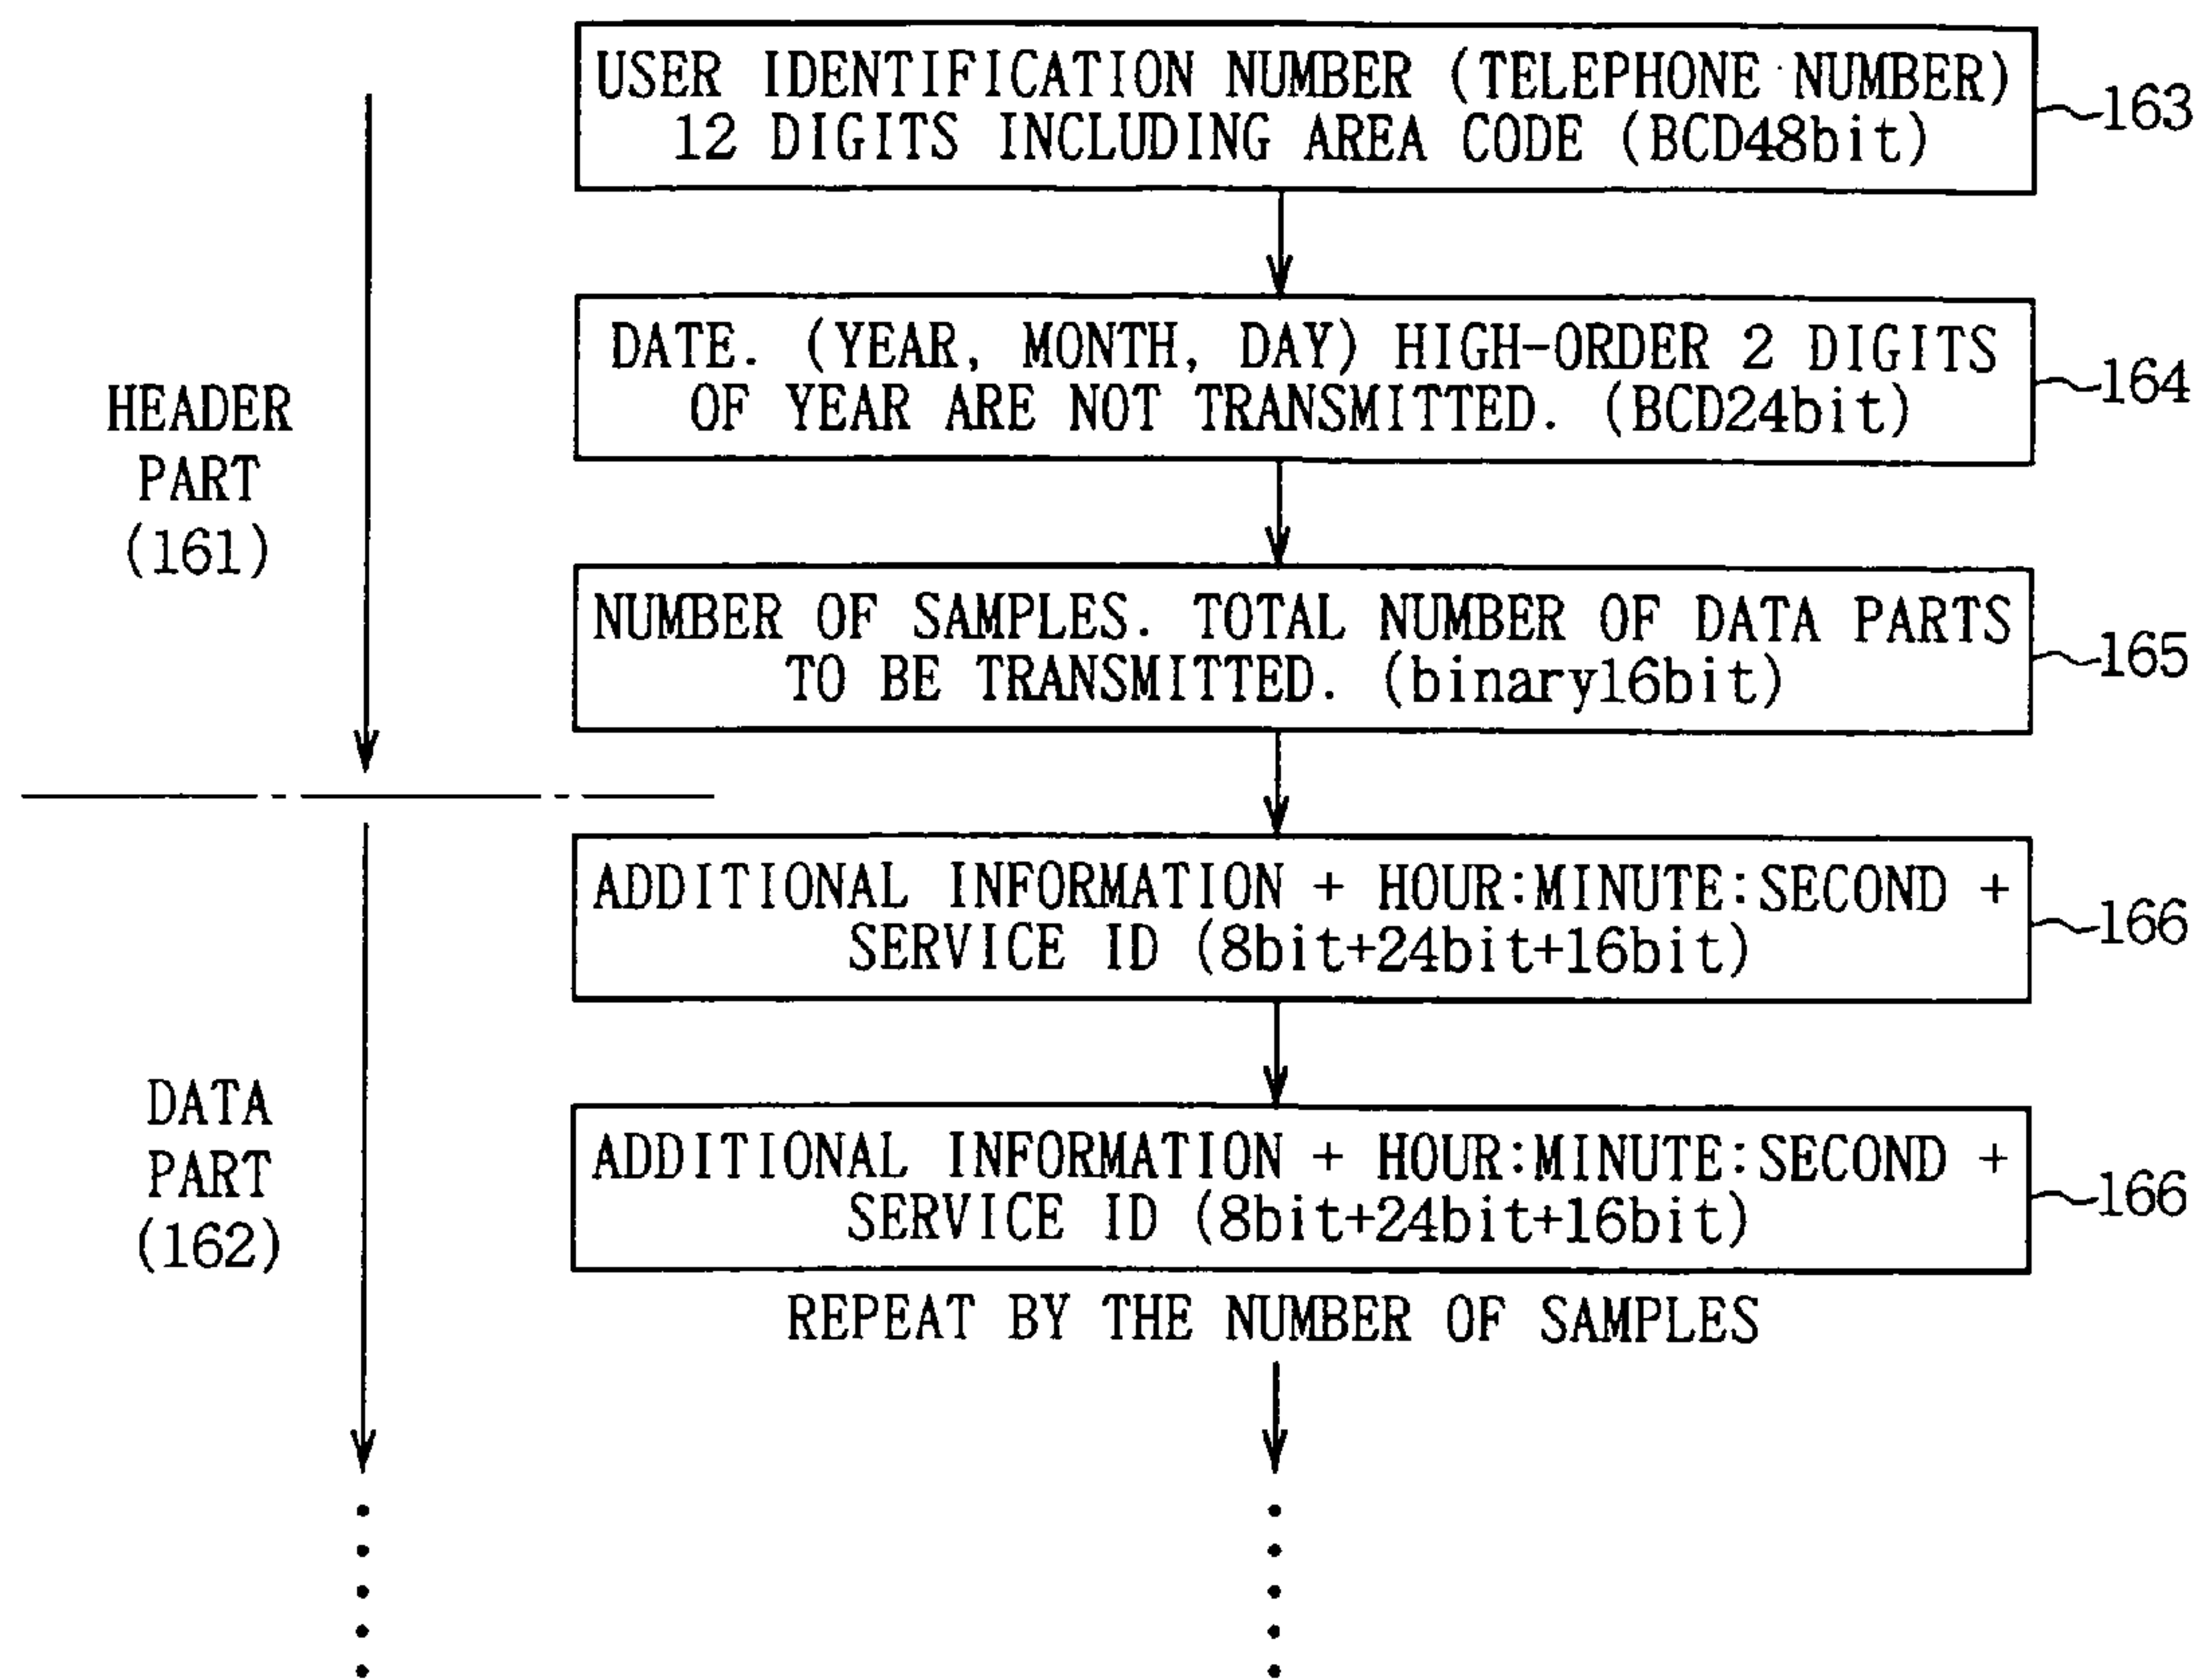 USER IDENTIFICATION NUMBER (TELEPHONE NUMBER)
12 DIGITS INCLUDING AREA CODE (BCD48bit)
163
DATE. (YEAR, MONTH, DAY) HIGH-ORDER 2 DIGITS
OF YEAR ARE NOT TRANSMITTED. (BCD24bit)
164
HEADER
PART
(161)
NUMBER OF SAMPLES. TOTAL NUMBER OF DATA PARTS
TO BE TRANSMITTED. (binary16bit)
165
ADDITIONAL INFORMATION + HOUR:MINUTE:SECOND +
SERVICE ID (8bit+24bit+16bit)
166
DATA
PART
(162)
ADDITIONAL INFORMATION + HOUR:MINUTE:SECOND +
SERVICE ID (8bit+24bit+16bit)
166
REPEAT BY THE NUMBER OF SAMPLES